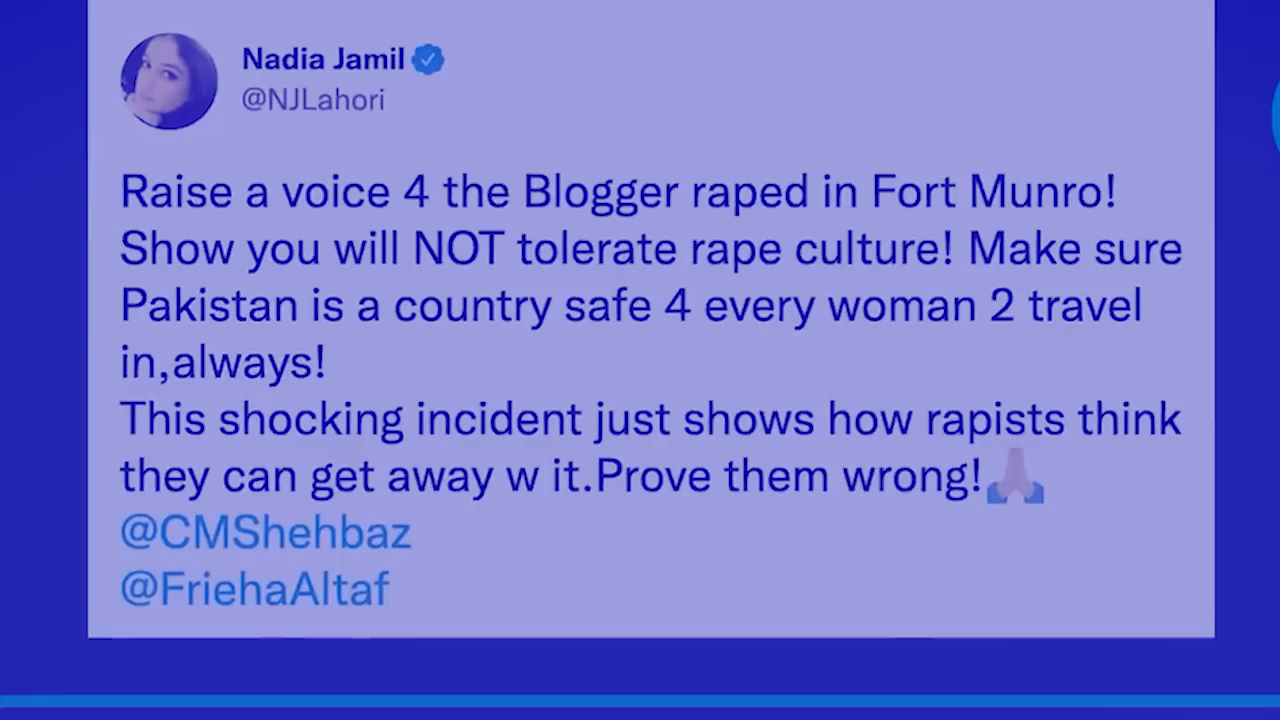 Nadia Jamil
@NJLahori
Raise a voice 4 the Blogger raped in Fort Munro!
Show you will NOT tolerate rape culture! Make sure
Pakistan is a country safe 4 every woman 2 travel
in,always!
This shocking incident just shows how rapists think
they can get away w it.Prove them wrong!🙏
@CMShehbaz
@FriehaAltaf